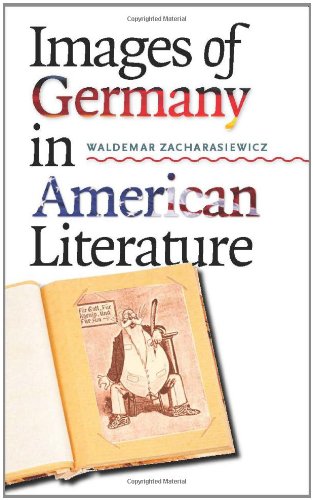 Images of
Germany
in
WALDEMAR ZACHARASIEWICZ
American
Literature